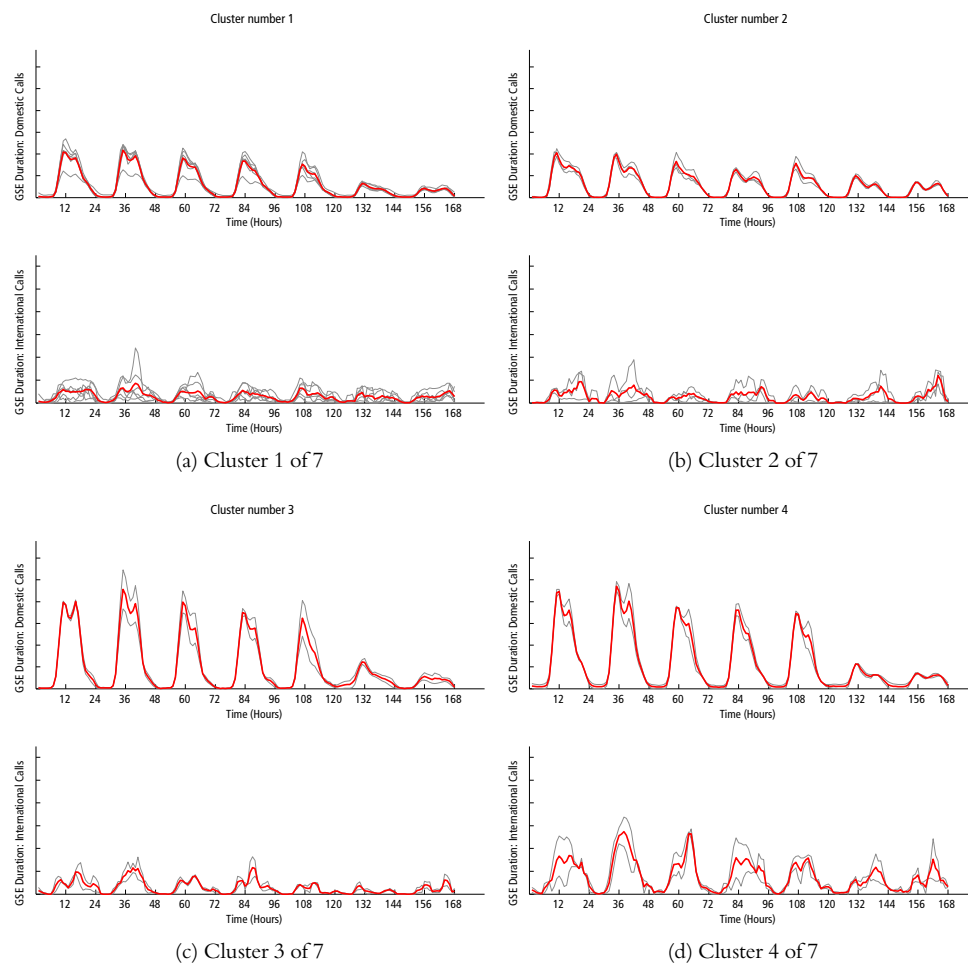 Cluster number 1
GSE Duration: Domestic Calls
12 24 36 48 60 72 84 96 108 120 132 144 156 168
Time (Hours)
GSE Duration: International Calls
12 24 36 48 60 72 84 96 108 120 132 144 156 168
Time (Hours)
(a) Cluster 1 of 7
Cluster number 2
GSE Duration: Domestic Calls
12 24 36 48 60 72 84 96 108 120 132 144 156 168
Time (Hours)
GSE Duration: International Calls
12 24 36 48 60 72 84 96 108 120 132 144 156 168
Time (Hours)
(b) Cluster 2 of 7
Cluster number 3
GSE Duration: Domestic Calls
12 24 36 48 60 72 84 96 108 120 132 144 156 168
Time (Hours)
GSE Duration: International Calls
12 24 36 48 60 72 84 96 108 120 132 144 156 168
Time (Hours)
(c) Cluster 3 of 7
Cluster number 4
GSE Duration: Domestic Calls
12 24 36 48 60 72 84 96 108 120 132 144 156 168
Time (Hours)
GSE Duration: International Calls
12 24 36 48 60 72 84 96 108 120 132 144 156 168
Time (Hours)
(d) Cluster 4 of 7